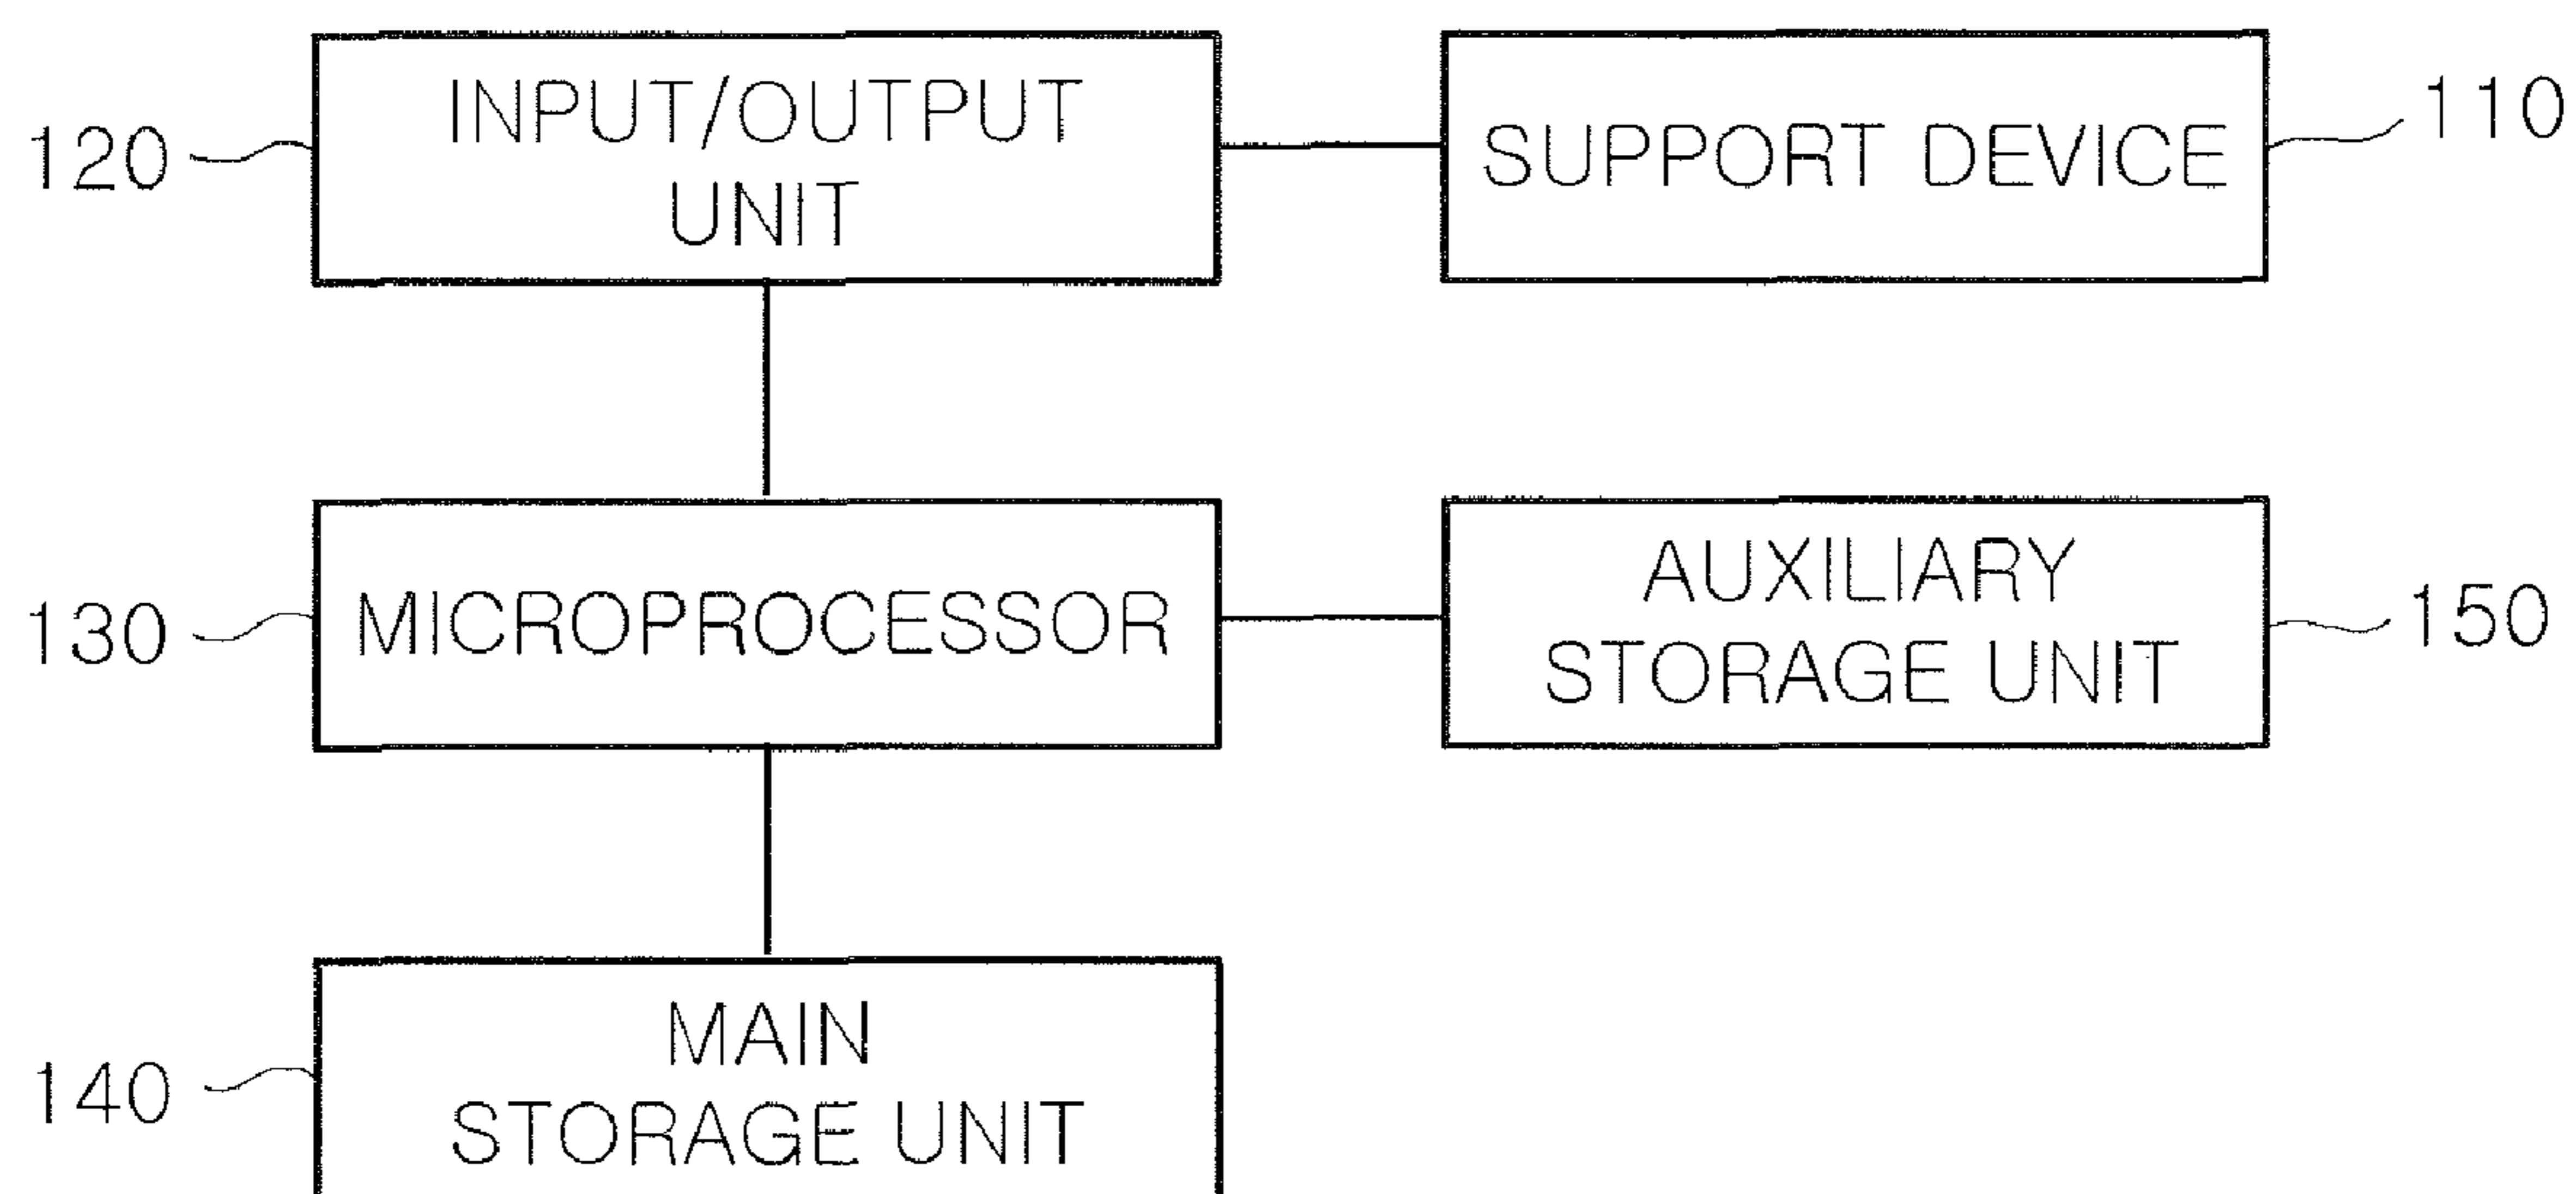 120
INPUT/OUTPUT
UNIT
SUPPORT DEVICE
110
130
MICROPROCESSOR
AUXILIARY
STORAGE UNIT
150
140
MAIN
STORAGE UNIT